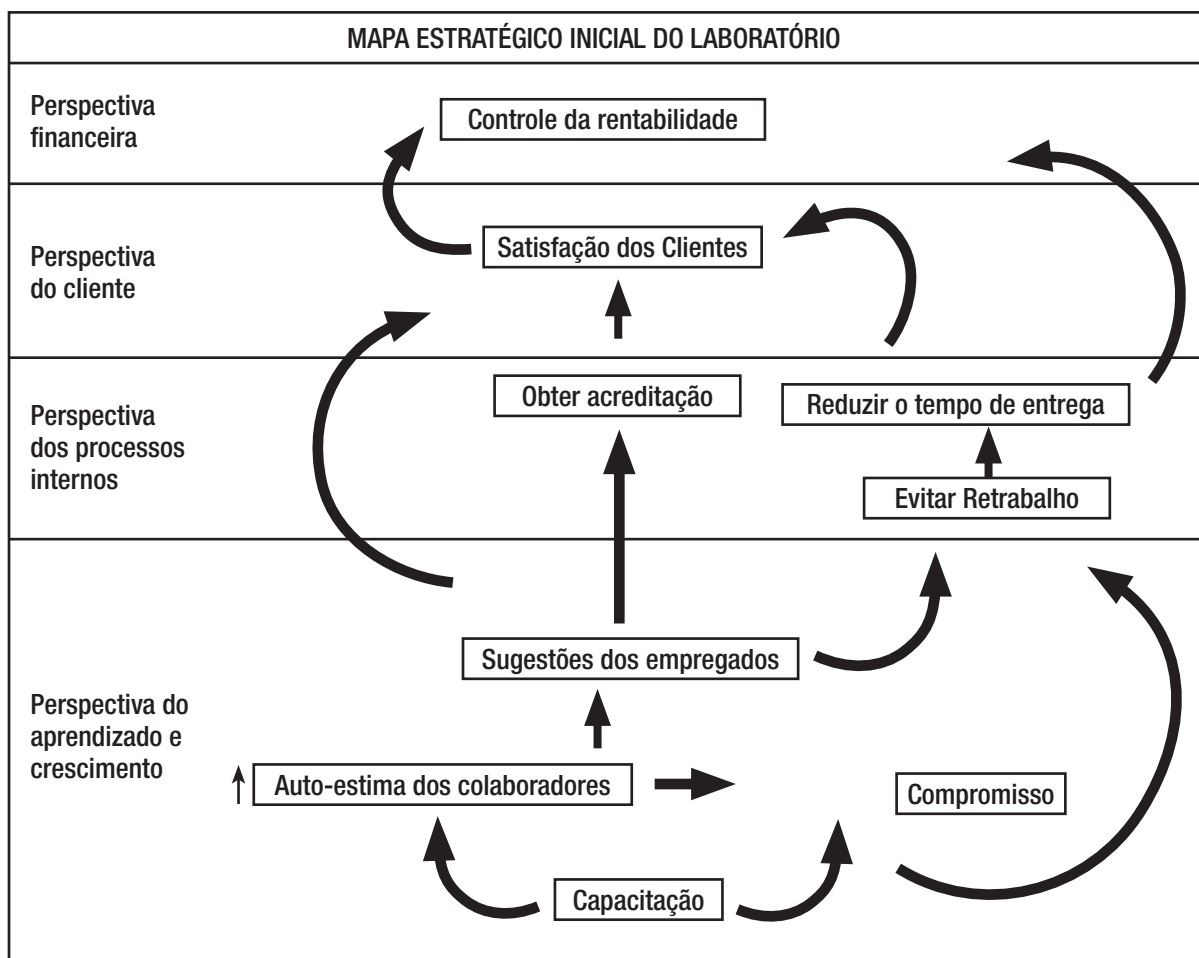 MAPA ESTRATÉGICO INICIAL DO LABORATÓRIO
Perspectiva
financeira
Controle da rentabilidade
Perspectiva
do cliente
Satisfação dos Clientes
Perspectiva
dos processos
internos
Obter acreditação
Reduzir o tempo de entrega
Evitar Retrabalho
Perspectiva do
aprendizado e
crescimento
Sugestões dos empregados
Auto-estima dos colaboradores
Compromisso
Capacitação